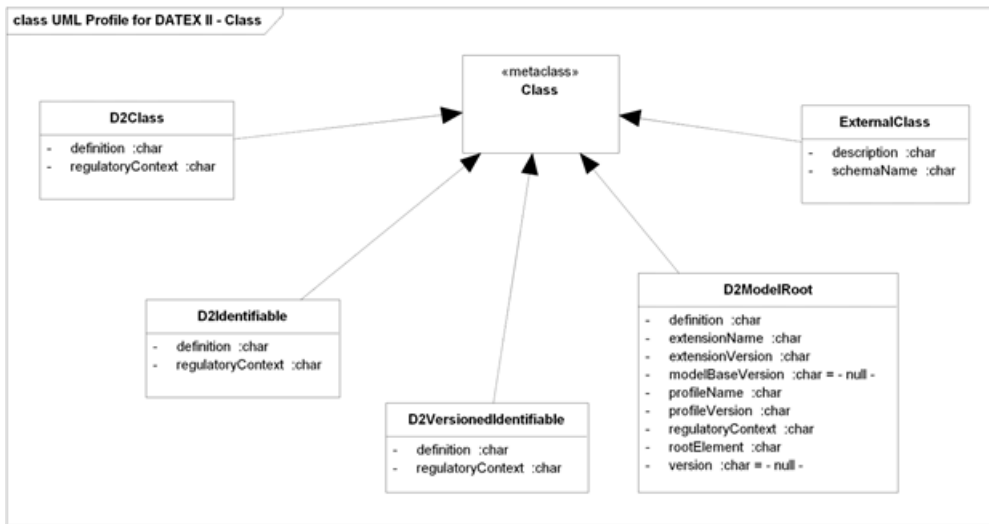 class UML Profile for DATEX II - Class
«metaclass»
Class
D2Class
- definition :char
- regulatoryContext :char
ExternalClass
- description :char
- schemaName :char
D2Identifiable
- definition :char
- regulatoryContext :char
D2VersionedIdentifiable
- definition :char
- regulatoryContext :char
D2ModelRoot
- definition :char
- extensionName :char
- extensionVersion :char
- modelBaseVersion :char = - null -
- profileName :char
- profileVersion :char
- regulatoryContext :char
- rootElement :char
- version :char = - null -